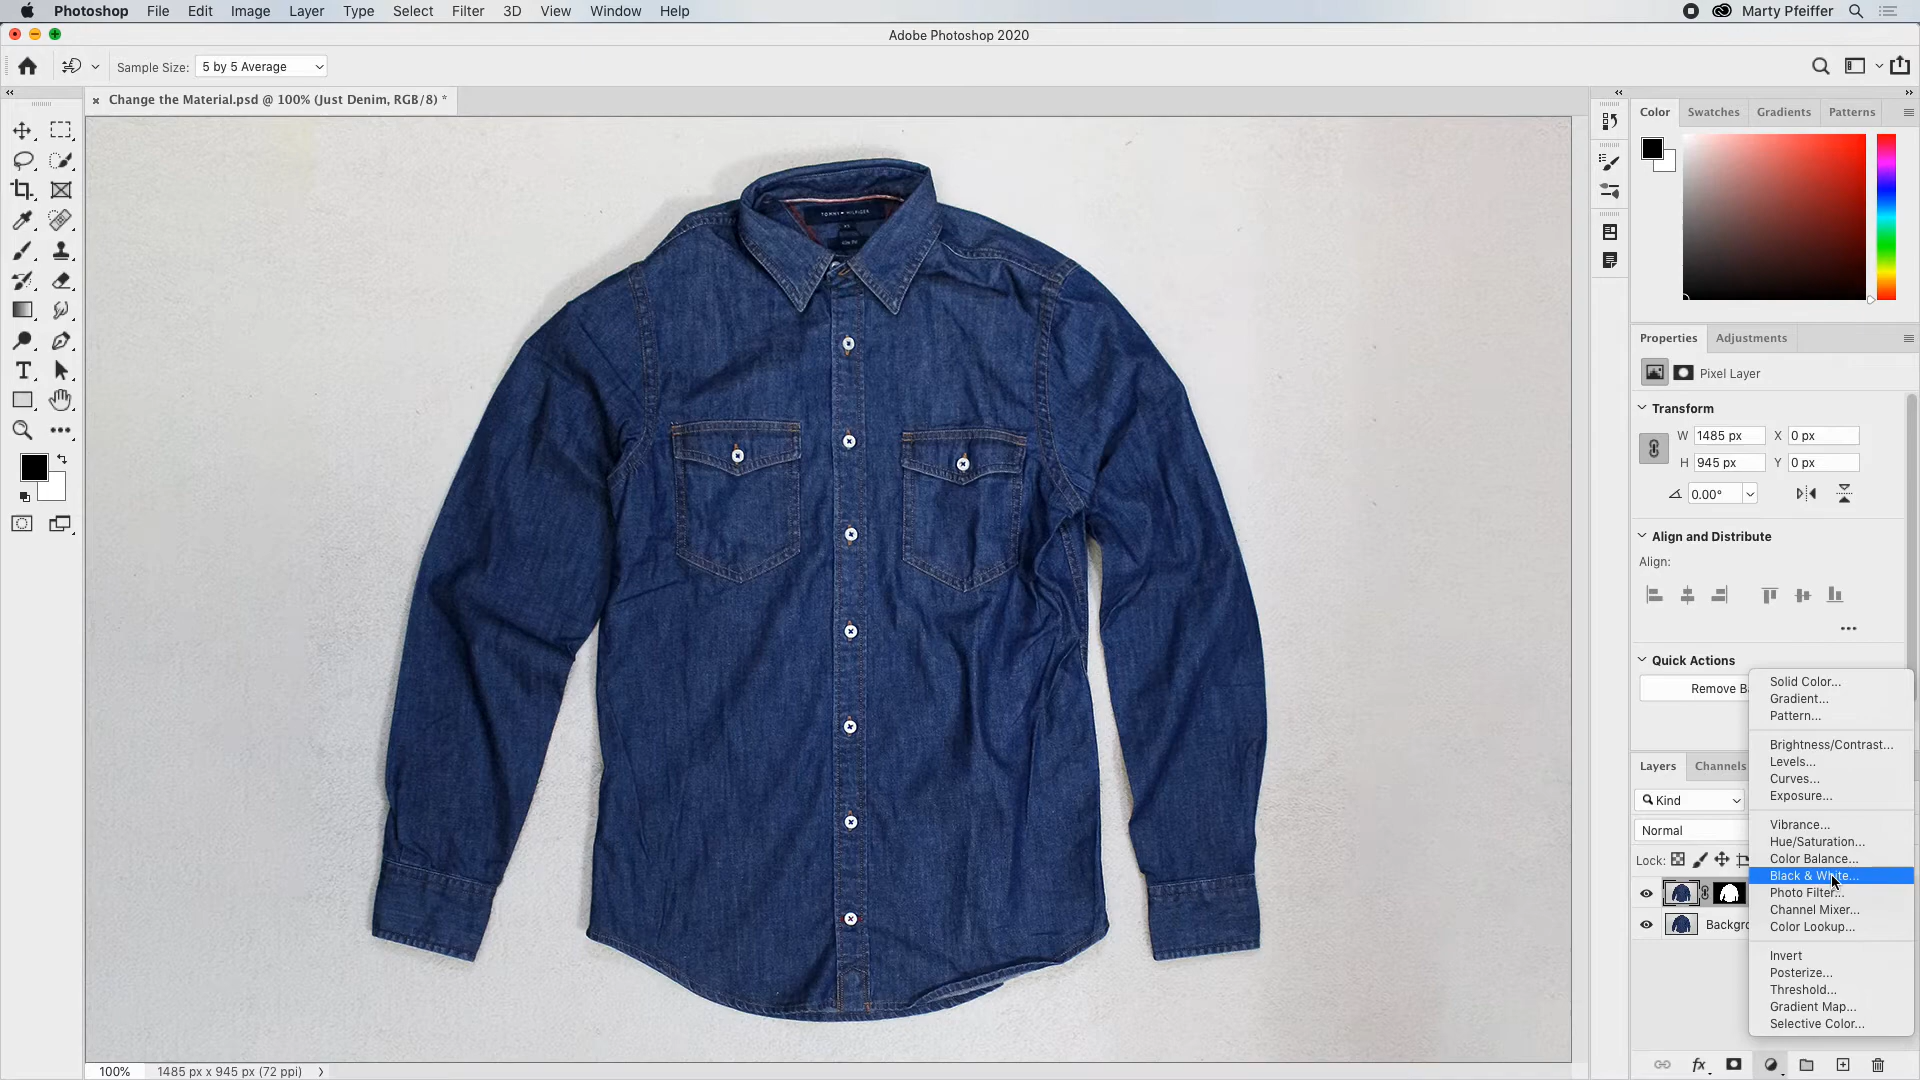 Photoshop File Edit Image Layer Type Select Filter 3D View Window Help Marty Pfeiffer
Adobe Photoshop 2020
Sample Size: 5 by 5 Average
Change the Material.psd @ 100% (Just Denim, RGB/8) *
Color Swatches Gradients Patterns
TOMMY HILFIGER
Properties Adjustments
Pixel Layer
Transform
W 1485 px X 0 px
H 945 px Y 0 px
0.00°
Align and Distribute
Align:
Quick Actions
Remove Ba
Solid Color...
Gradient...
Pattern...
Brightness/Contrast...
Levels...
Curves...
Exposure...
Vibrance...
Hue/Saturation...
Color Balance...
Black & White...
Photo Filter...
Channel Mixer...
Color Lookup...
Invert
Posterize...
Threshold...
Gradient Map...
Selective Color...
Layers Channels
Kind
Normal
Lock:
Backgro
fx
100% 1485 px x 945 px (72 ppi)